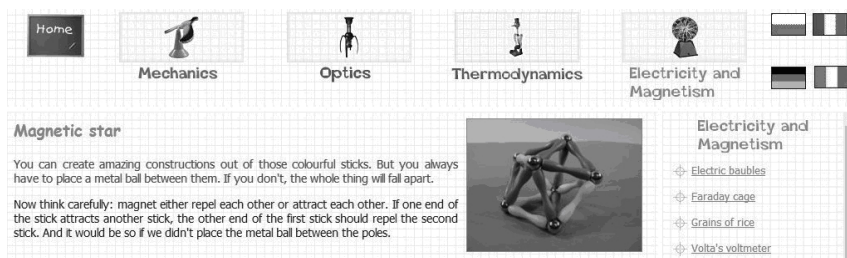 Home
Mechanics
Optics
Thermodynamics
Electricity and
Magnetism
Magnetic star
You can create amazing constructions out of those colourful sticks. But you always
have to place a metal ball between them. If you don't, the whole thing will fall apart.
Now think carefully: magnet either repel each other or attract each other. If one end of
the stick attracts another stick, the other end of the first stick should repel the second
stick. And it would be so if we didn't place the metal ball between the poles.
Electricity and
Magnetism
Electric baubles
Faraday cage
Grains of rice
Volta's voltmeter